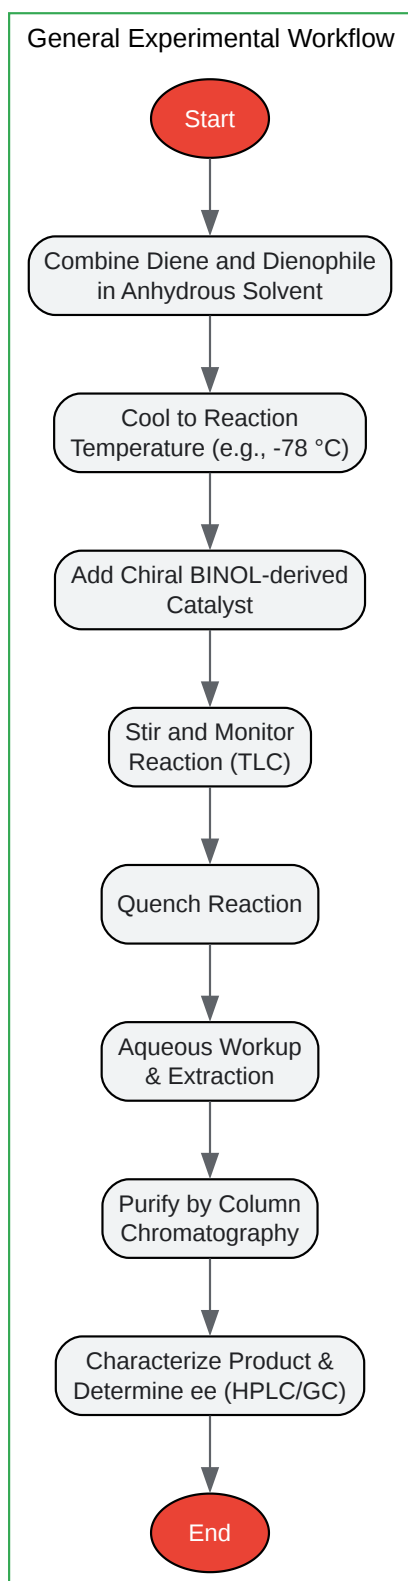 General Experimental Workflow
Start
Combine Diene and Dienophile
in Anhydrous Solvent
Cool to Reaction
Temperature (e.g., -78 °C)
Add Chiral BINOL-derived
Catalyst
Stir and Monitor
Reaction (TLC)
Quench Reaction
Aqueous Workup
& Extraction
Purify by Column
Chromatography
Characterize Product &
Determine ee (HPLC/GC)
End